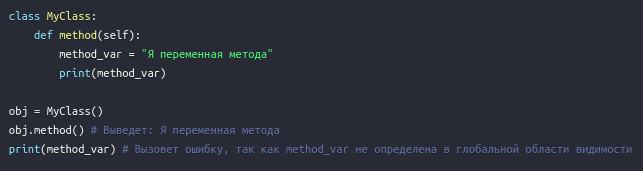 class MyClass:
    def method(self):
        method_var = "Я переменная метода"
        print(method_var)

obj = MyClass()
obj.method() # Выведет: Я переменная метода
print(method_var) # Вызовет ошибку, так как method_var не определена в глобальной области видимости